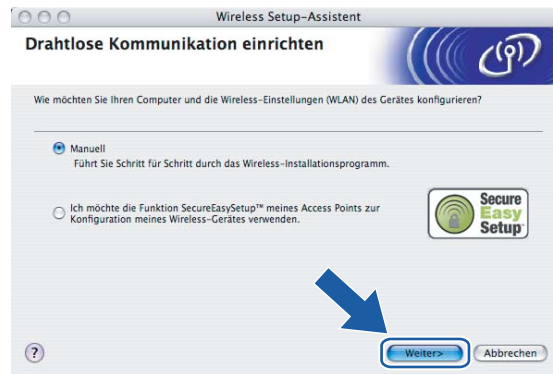 Wireless Setup-Assistent
Drahtlose Kommunikation einrichten
Wie möchten Sie Ihren Computer und die Wireless-Einstellungen (WLAN) des Gerätes konfigurieren?
Manuell
Führt Sie Schritt für Schritt durch das Wireless-Installationsprogramm.
Ich möchte die Funktion SecureEasySetup™ meines Access Points zur
Konfiguration meines Wireless-Gerätes verwenden.
Secure
Easy
Setup
?
Weiter>
Abbrechen